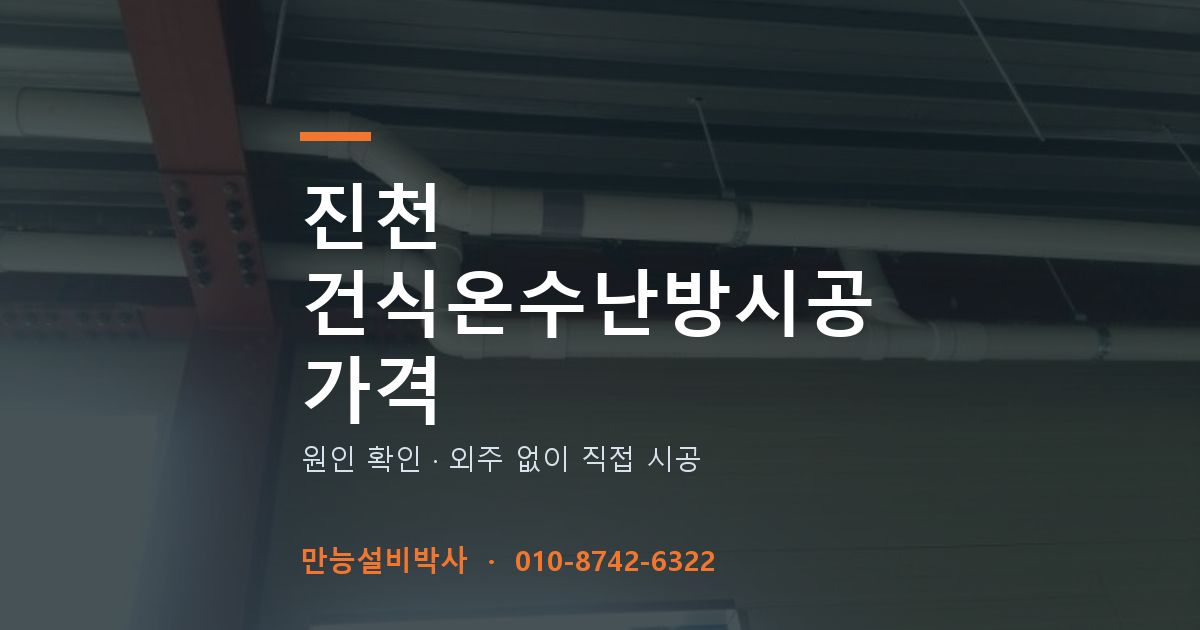 진천
건식온수난방시공
가격
원인 확인 · 외주 없이 직접 시공
만능설비박사 · 010-8742-6322